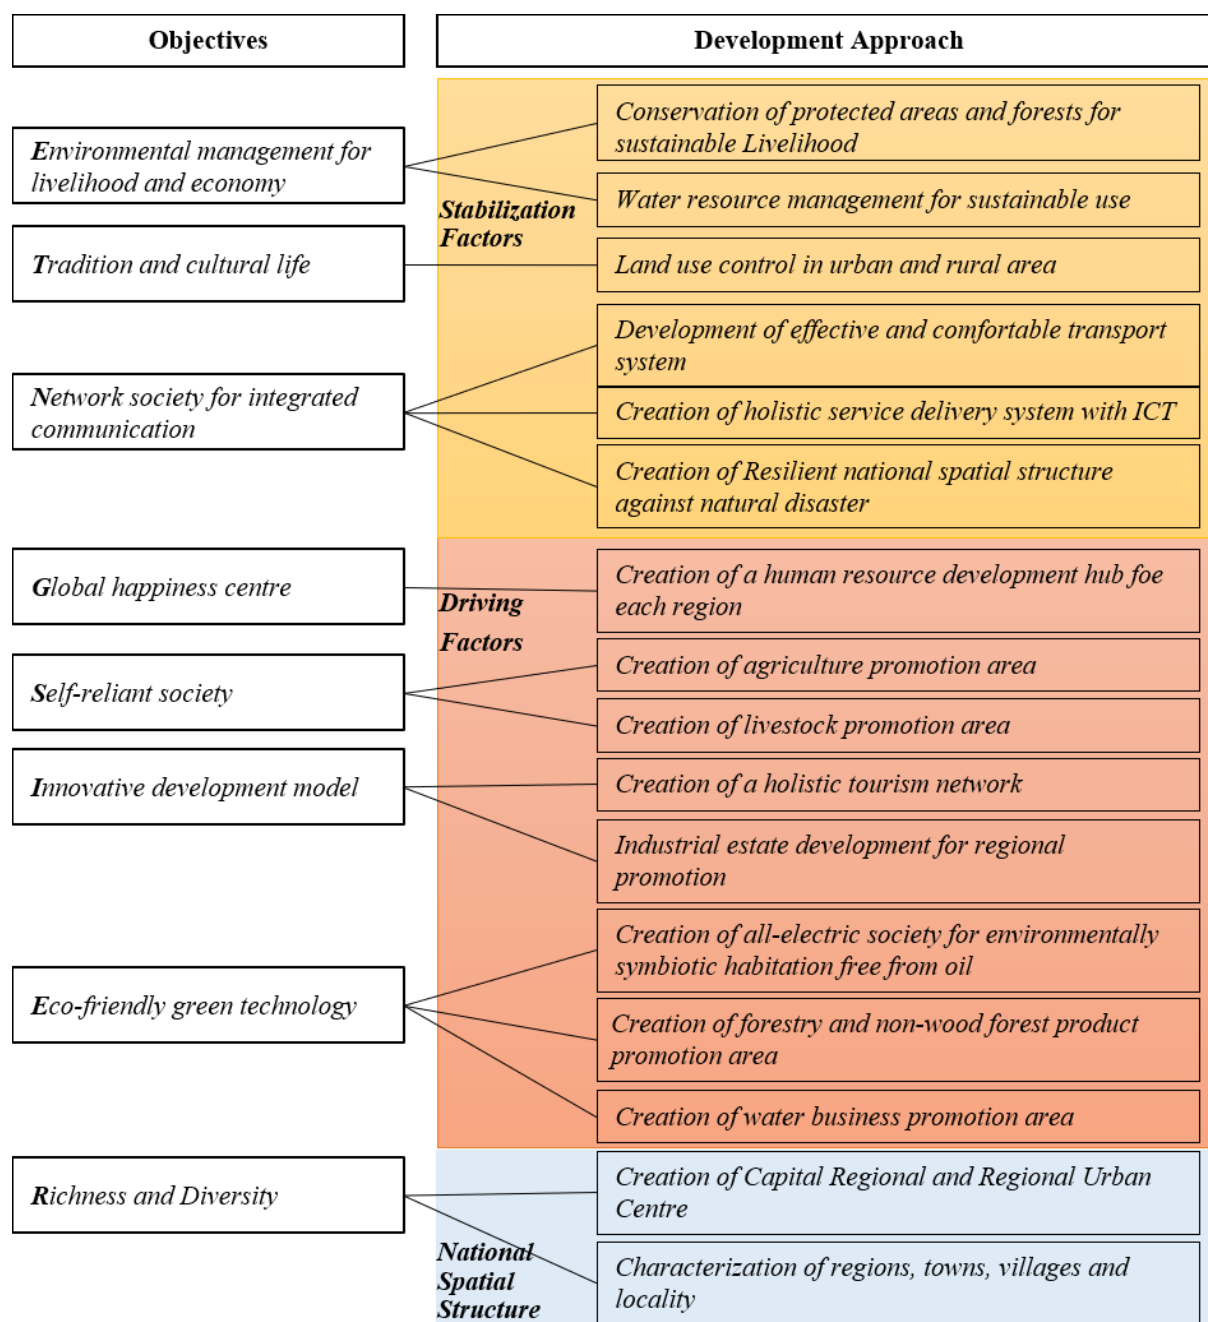 Objectives
Development Approach
Environmental management for
livelihood and economy
Stabilization
Factors
Conservation of protected areas and forests for
sustainable Livelihood
Water resource management for sustainable use
Tradition and cultural life
Land use control in urban and rural area
Network society for integrated
communication
Development of effective and comfortable transport
system
Creation of holistic service delivery system with ICT
Creation of Resilient national spatial structure
against natural disaster
Global happiness centre
Driving
Factors
Creation of a human resource development hub foe
each region
Self-reliant society
Creation of agriculture promotion area
Creation of livestock promotion area
Innovative development model
Creation of a holistic tourism network
Industrial estate development for regional
promotion
Eco-friendly green technology
Creation of all-electric society for environmentally
symbiotic habitation free from oil
Creation of forestry and non-wood forest product
promotion area
Creation of water business promotion area
Richness and Diversity
National
Spatial
Structure
Creation of Capital Regional and Regional Urban
Centre
Characterization of regions, towns, villages and
locality